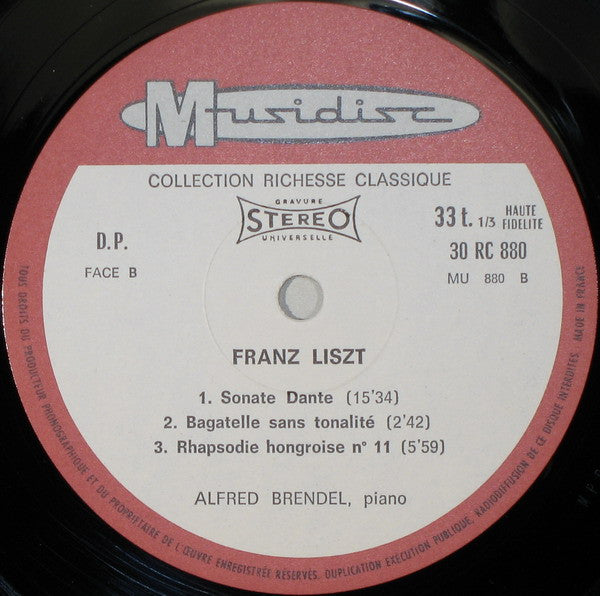 Musidisc
COLLECTION RICHESSE CLASSIQUE
GRAVURE
STEREO
UNIVERSELLE
D.P.
FACE B
33 t. 1/3 HAUTE FIDELITE
30 RC 880
MU 880 B
FRANZ LISZT
1. Sonate Dante (15'34)
2. Bagatelle sans tonalité (2'42)
3. Rhapsodie hongroise n° 11 (5'59)
ALFRED BRENDEL, piano
TOUS DROITS DU PRODUCTEUR PHONOGRAPHIQUE ET DU PROPRIETAIRE DE L'ŒUVRE ENREGISTRÉE RESERVÉS. DUPLICATION EXECUTION PUBLIQUE, RADIODIFFUSION DE CE DISQUE INTERDITES. MADE IN FRANCE